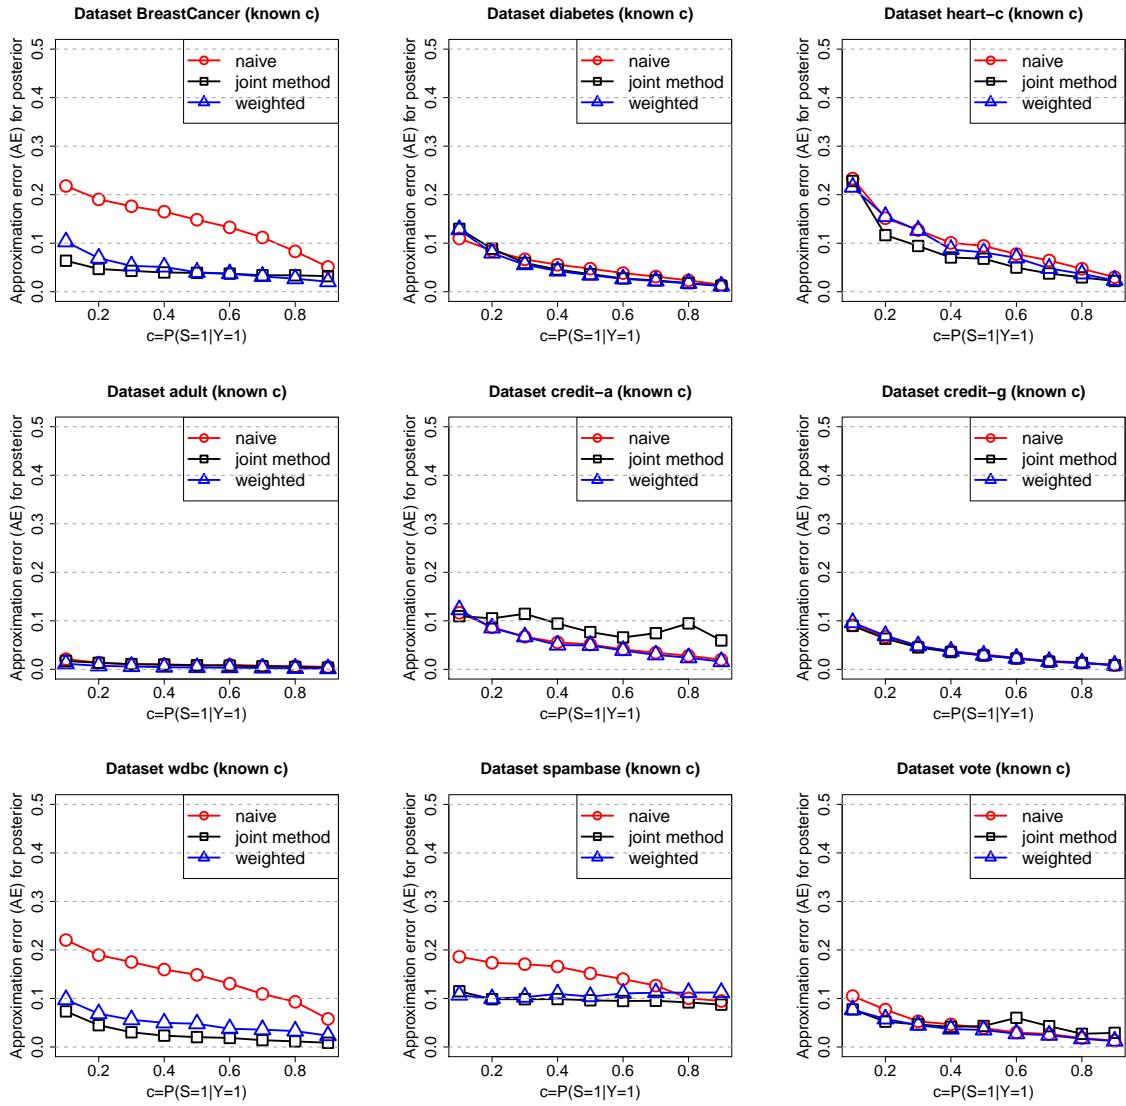 Dataset BreastCancer (known c)
Approximation error (AE) for posterior
0.0 0.1 0.2 0.3 0.4 0.5
naive
joint method
weighted
0.2 0.4 0.6 0.8
c=P(S=1|Y=1)
Dataset diabetes (known c)
Approximation error (AE) for posterior
0.0 0.1 0.2 0.3 0.4 0.5
naive
joint method
weighted
0.2 0.4 0.6 0.8
c=P(S=1|Y=1)
Dataset heart−c (known c)
Approximation error (AE) for posterior
0.0 0.1 0.2 0.3 0.4 0.5
naive
joint method
weighted
0.2 0.4 0.6 0.8
c=P(S=1|Y=1)
Dataset adult (known c)
Approximation error (AE) for posterior
0.0 0.1 0.2 0.3 0.4 0.5
naive
joint method
weighted
0.2 0.4 0.6 0.8
c=P(S=1|Y=1)
Dataset credit−a (known c)
Approximation error (AE) for posterior
0.0 0.1 0.2 0.3 0.4 0.5
naive
joint method
weighted
0.2 0.4 0.6 0.8
c=P(S=1|Y=1)
Dataset credit−g (known c)
Approximation error (AE) for posterior
0.0 0.1 0.2 0.3 0.4 0.5
naive
joint method
weighted
0.2 0.4 0.6 0.8
c=P(S=1|Y=1)
Dataset wdbc (known c)
Approximation error (AE) for posterior
0.0 0.1 0.2 0.3 0.4 0.5
naive
joint method
weighted
0.2 0.4 0.6 0.8
c=P(S=1|Y=1)
Dataset spambase (known c)
Approximation error (AE) for posterior
0.0 0.1 0.2 0.3 0.4 0.5
naive
joint method
weighted
0.2 0.4 0.6 0.8
c=P(S=1|Y=1)
Dataset vote (known c)
Approximation error (AE) for posterior
0.0 0.1 0.2 0.3 0.4 0.5
naive
joint method
weighted
0.2 0.4 0.6 0.8
c=P(S=1|Y=1)